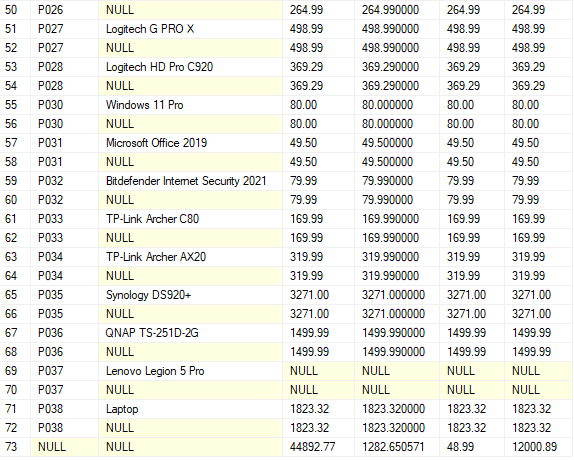 50 P026 NULL 264.99 264.990000 264.99 264.99
51 P027 Logitech G PRO X 498.99 498.990000 498.99 498.99
52 P027 NULL 498.99 498.990000 498.99 498.99
53 P028 Logitech HD Pro C920 369.29 369.290000 369.29 369.29
54 P028 NULL 369.29 369.290000 369.29 369.29
55 P030 Windows 11 Pro 80.00 80.000000 80.00 80.00
56 P030 NULL 80.00 80.000000 80.00 80.00
57 P031 Microsoft Office 2019 49.50 49.500000 49.50 49.50
58 P031 NULL 49.50 49.500000 49.50 49.50
59 P032 Bitdefender Internet Security 2021 79.99 79.990000 79.99 79.99
60 P032 NULL 79.99 79.990000 79.99 79.99
61 P033 TP-Link Archer C80 169.99 169.990000 169.99 169.99
62 P033 NULL 169.99 169.990000 169.99 169.99
63 P034 TP-Link Archer AX20 319.99 319.990000 319.99 319.99
64 P034 NULL 319.99 319.990000 319.99 319.99
65 P035 Synology DS920+ 3271.00 3271.000000 3271.00 3271.00
66 P035 NULL 3271.00 3271.000000 3271.00 3271.00
67 P036 QNAP TS-251D-2G 1499.99 1499.990000 1499.99 1499.99
68 P036 NULL 1499.99 1499.990000 1499.99 1499.99
69 P037 Lenovo Legion 5 Pro NULL NULL NULL NULL
70 P037 NULL NULL NULL NULL NULL
71 P038 Laptop 1823.32 1823.320000 1823.32 1823.32
72 P038 NULL 1823.32 1823.320000 1823.32 1823.32
73 NULL NULL 44892.77 1282.650571 48.99 12000.89